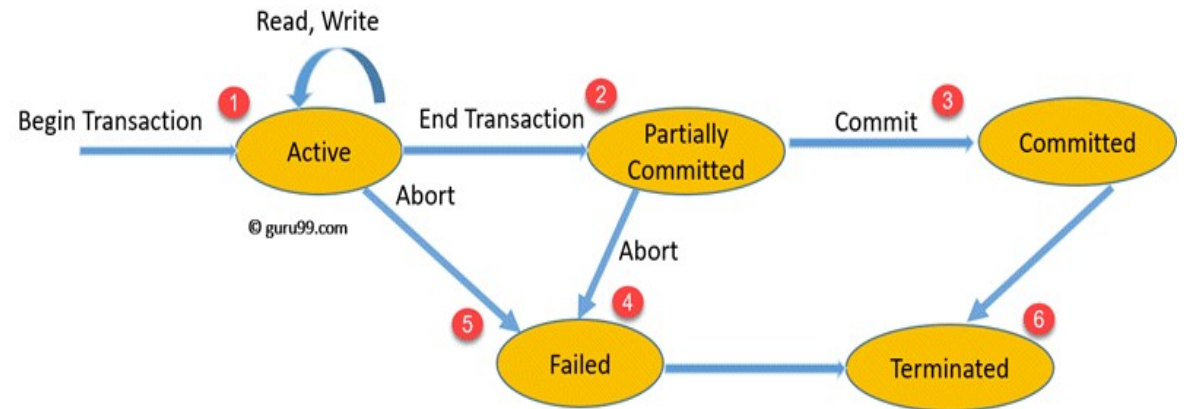 Read, Write
1
2
3
Begin Transaction
End Transaction
Commit
Active
Partially
Committed
Committed
Abort
© guru99.com
Abort
5
4
6
Failed
Terminated